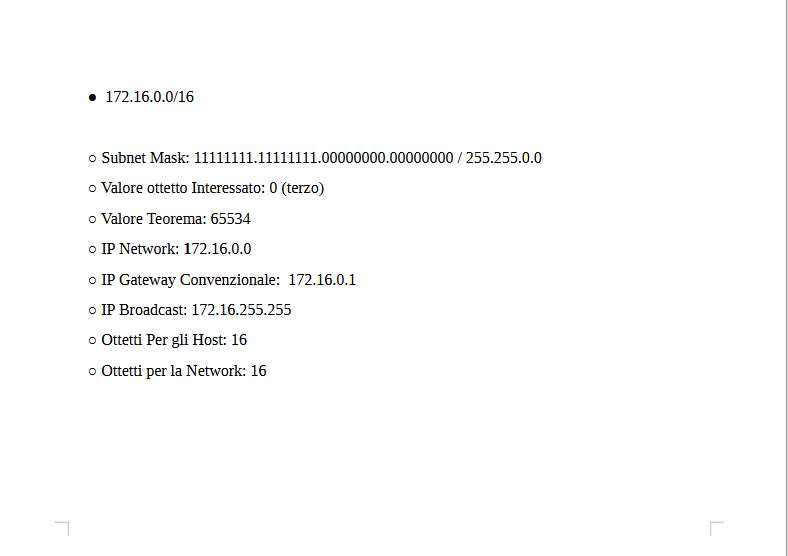 ● 172.16.0.0/16
○ Subnet Mask: 11111111.11111111.00000000.00000000 / 255.255.0.0
○ Valore ottetto Interessato: 0 (terzo)
○ Valore Teorema: 65534
○ IP Network: 172.16.0.0
○ IP Gateway Convenzionale:  172.16.0.1
○ IP Broadcast: 172.16.255.255
○ Ottetti Per gli Host: 16
○ Ottetti per la Network: 16